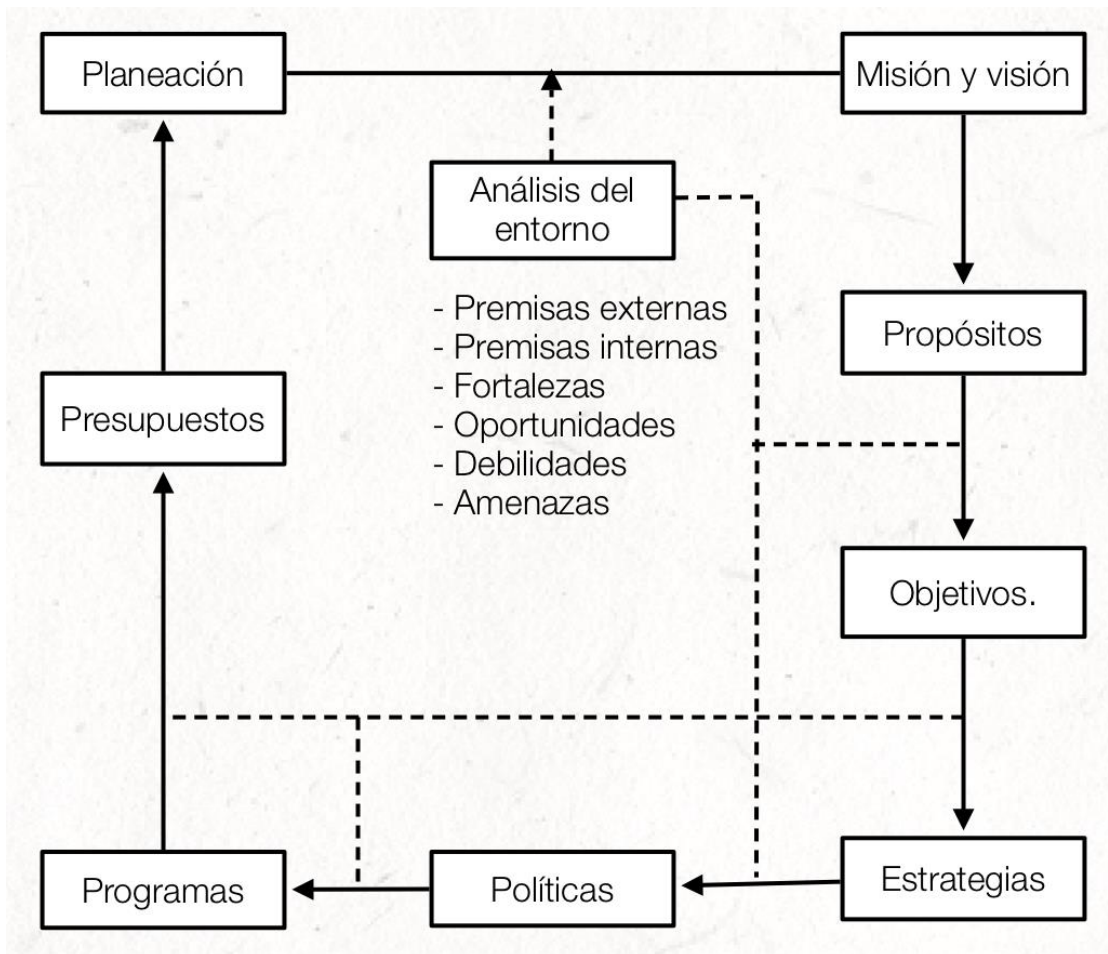 Planeación
Misión y visión
Análisis del
entorno
- Premisas externas
- Premisas internas
- Fortalezas
- Oportunidades
- Debilidades
- Amenazas
Propósitos
Presupuestos
Objetivos.
Programas
Políticas
Estrategias